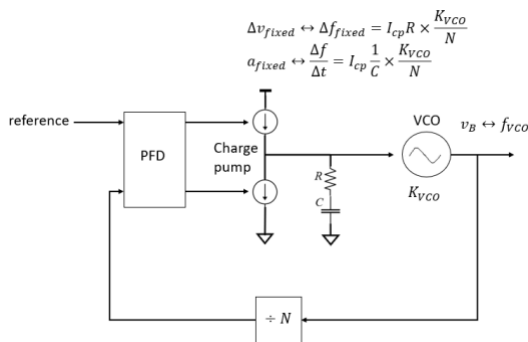 Δv_fixed ↔ Δf_fixed = I_cp R × K_VCO / N
a_fixed ↔ Δf / Δt = I_cp 1 / C × K_VCO / N
reference
PFD
Charge
pump
VCO
v_B ↔ f_VCO
R
C
K_VCO
÷ N